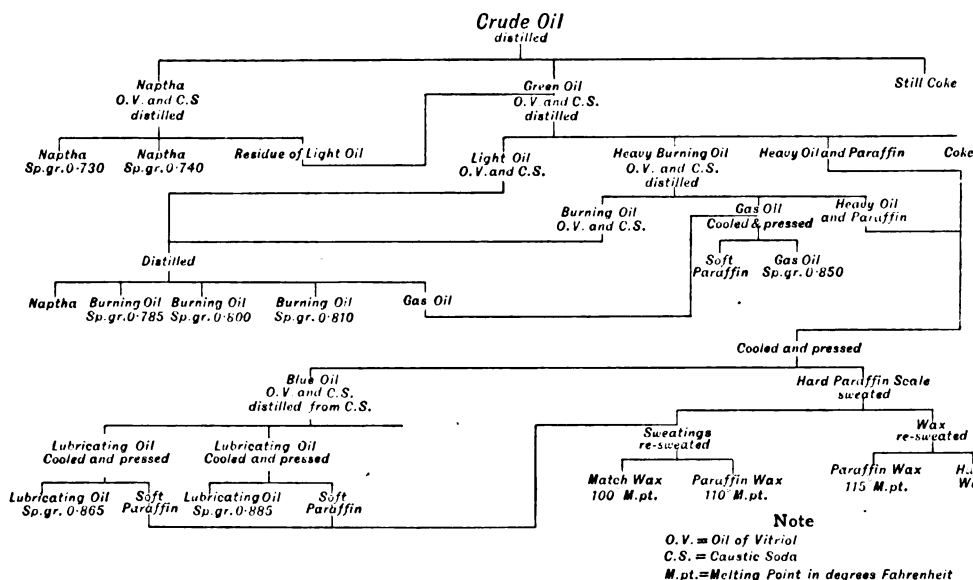 Crude Oil
distilled
Naptha
O.V. and C.S
distilled
Green Oil
O.V. and C.S.
distilled
Still Coke
Naptha
Sp.gr.0·730
Naptha
Sp.gr.0·740
Residue of Light Oil
Light Oil
O.V.and C.S.
Heavy Burning Oil
O.V. and C.S.
distilled
Heavy Oil and Paraffin
Coke
Burning Oil
O.V. and C.S.
Gas Oil
Cooled & pressed
Heavy Oil
and Paraffin
Soft
Paraffin
Gas Oil
Sp.gr. 0·850
Distilled
Naptha
Burning Oil
Sp.gr.0·785
Burning Oil
Sp.gr.0·800
Burning Oil
Sp.gr.0·810
Gas Oil
Cooled and pressed
Blue Oil
O.V. and C.S.
distilled from C.S.
Hard Paraffin Scale
sweated
Lubricating Oil
Cooled and pressed
Lubricating Oil
Cooled and pressed
Sweatings
re-sweated
Wax
re-sweated
Lubricating Oil
Sp.gr. 0·865
Soft
Paraffin
Lubricating Oil
Sp.gr. 0·885
Soft
Paraffin
Match Wax
100 M.pt.
Paraffin Wax
110° M.pt.
Paraffin Wax
115° M.pt.
Note
O.V. = Oil of Vitriol
C.S. = Caustic Soda
M.pt.=Melting Point in degrees Fahrenheit